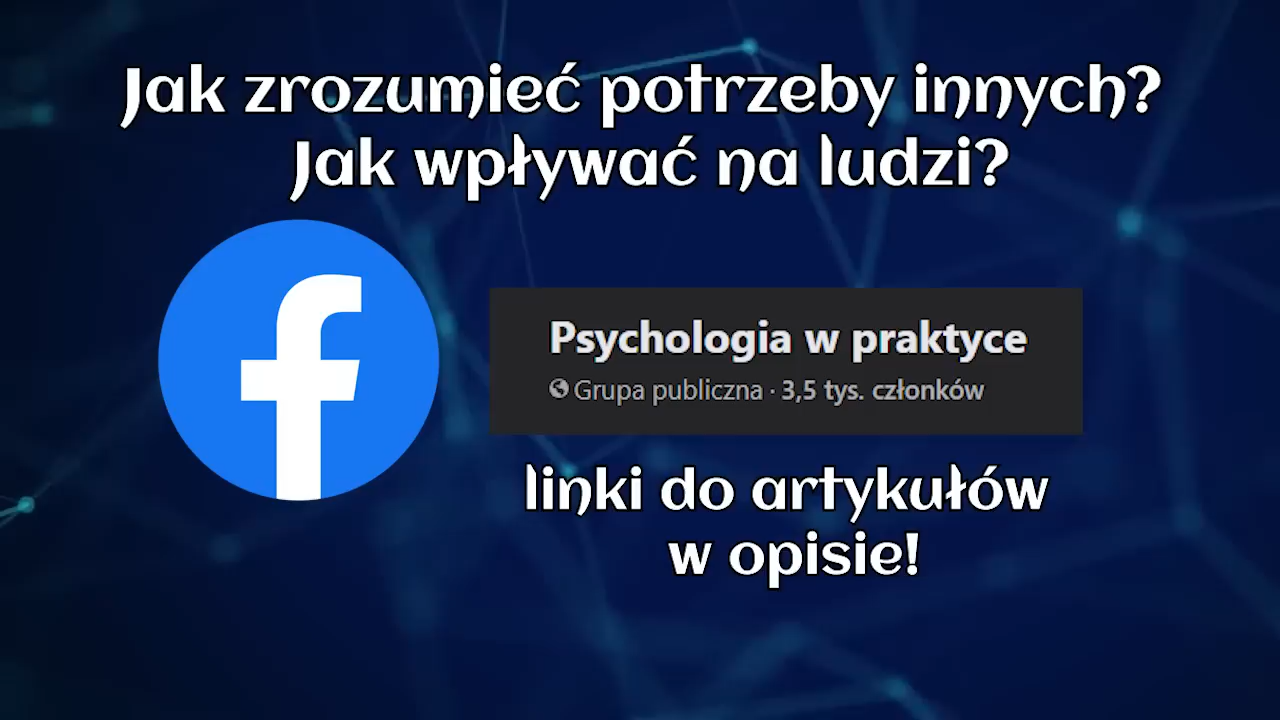 Jak zrozumieć potrzeby innych?
Jak wpływać na ludzi?
Psychologia w praktyce
Grupa publiczna · 3,5 tys. członków
linki do artykułów
w opisie!